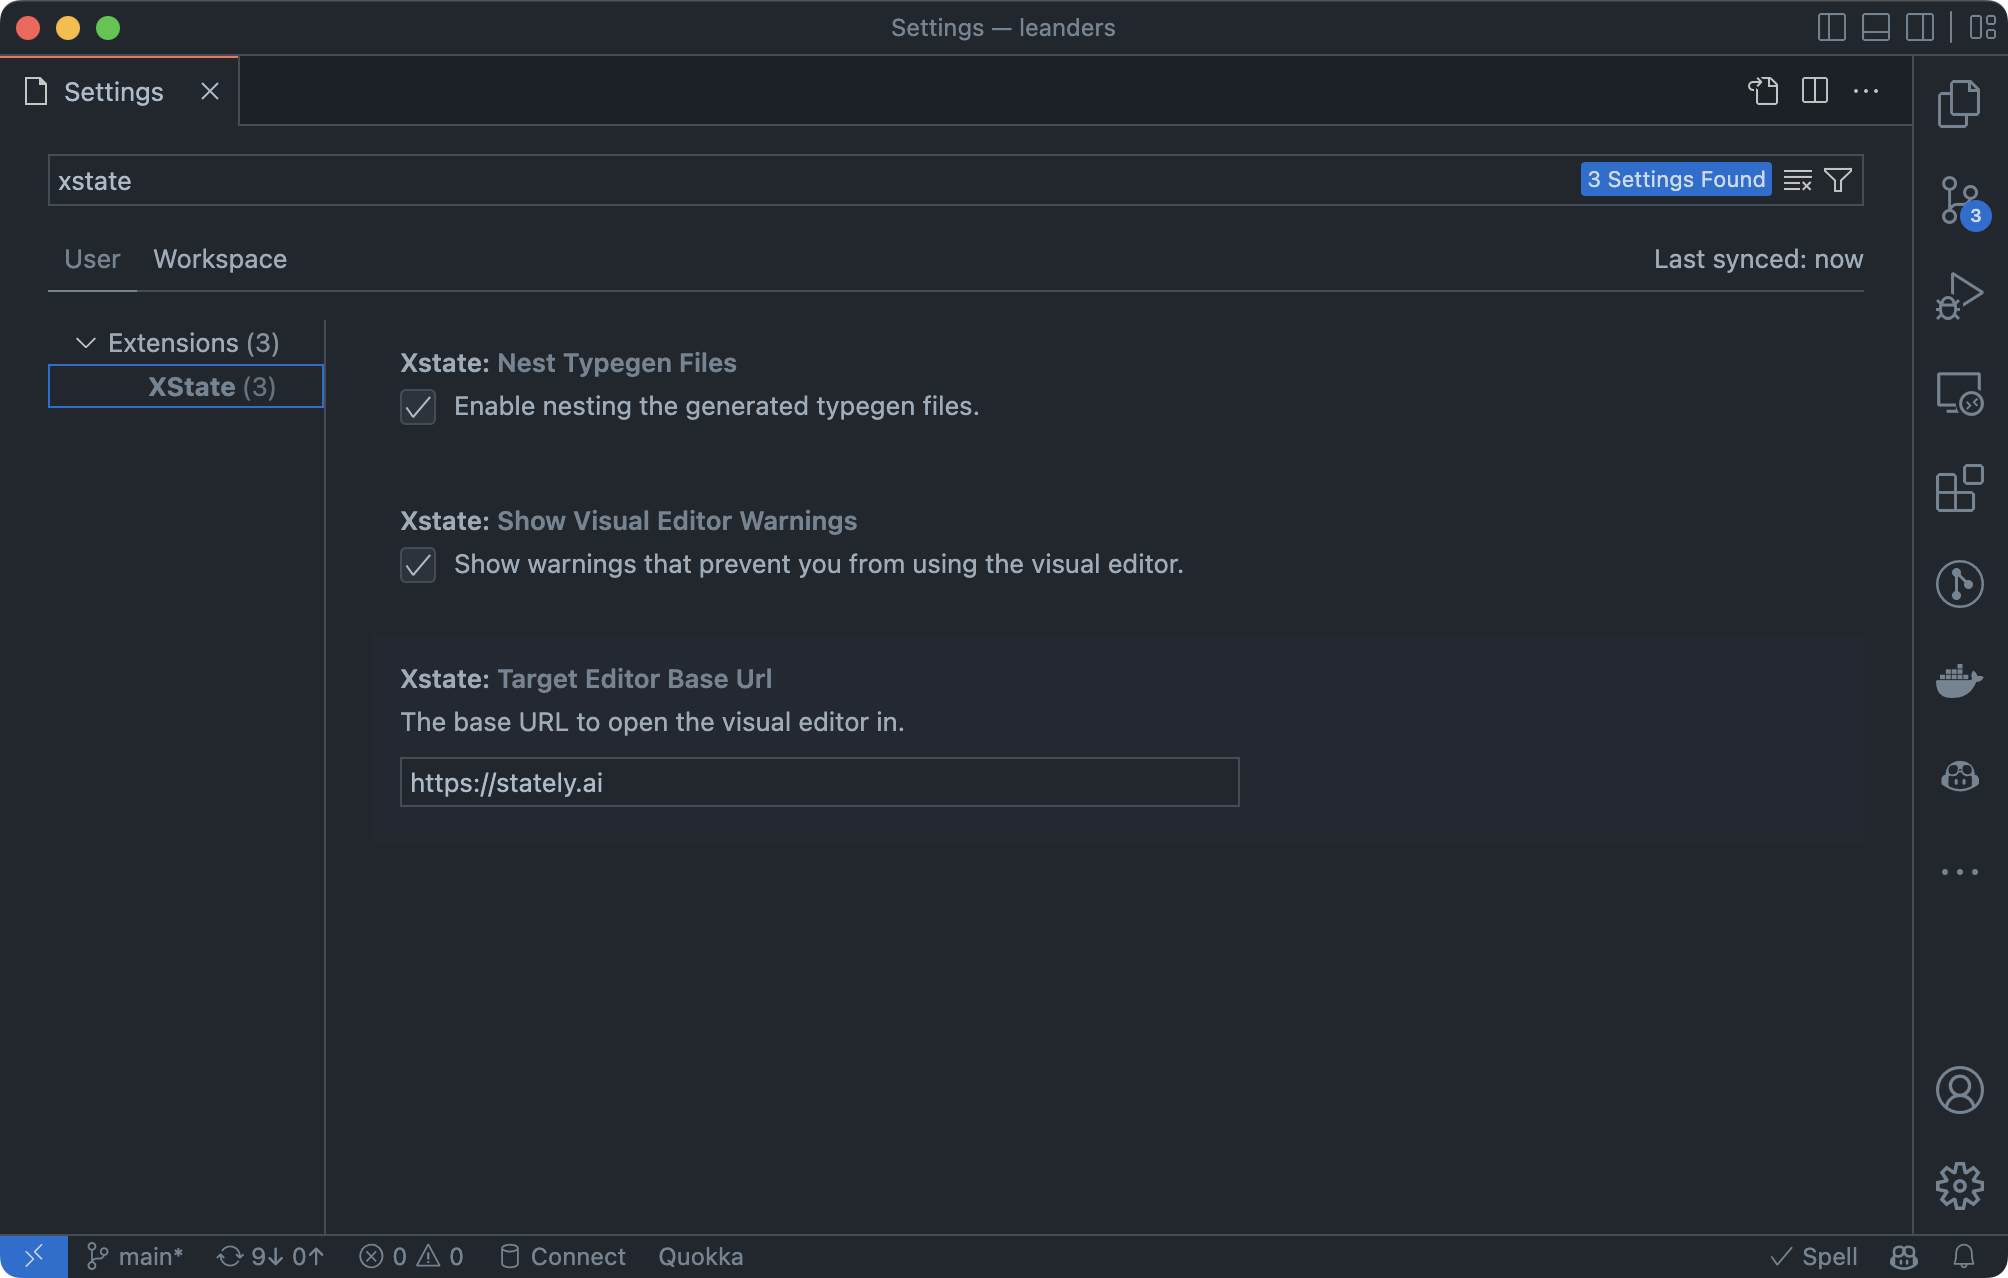 Settings — leanders
Settings
xstate
3 Settings Found
User
Workspace
Last synced: now
Extensions (3)
XState (3)
Xstate: Nest Typegen Files
Enable nesting the generated typegen files.
Xstate: Show Visual Editor Warnings
Show warnings that prevent you from using the visual editor.
Xstate: Target Editor Base Url
The base URL to open the visual editor in.
https://stately.ai
3
main*
9↓ 0↑
0
0
Connect
Quokka
Spell